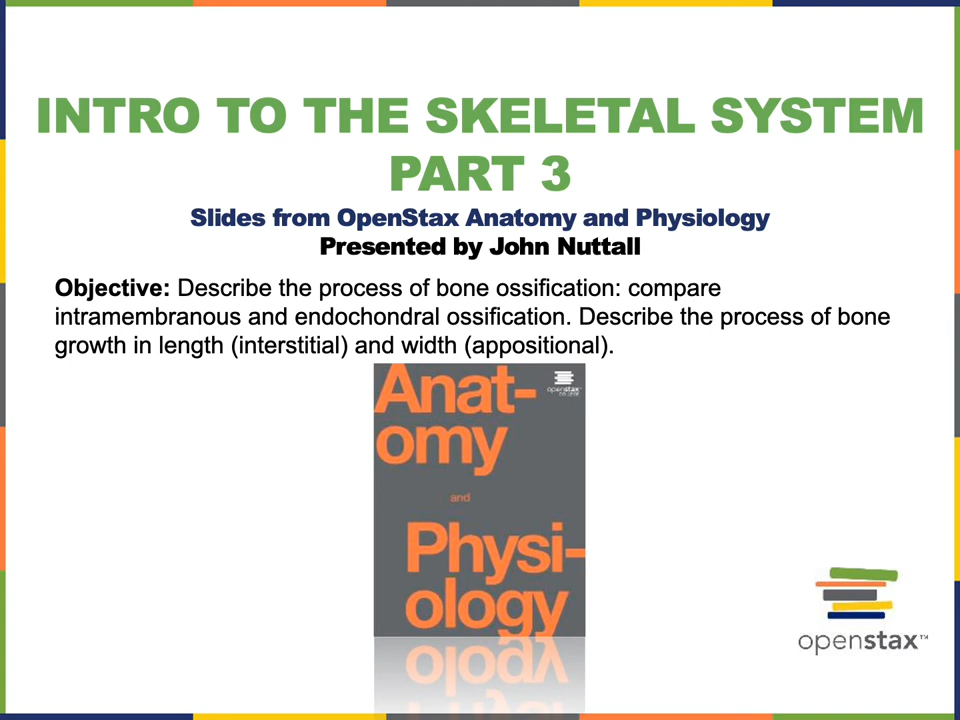 INTRO TO THE SKELETAL SYSTEM
PART 3
Slides from OpenStax Anatomy and Physiology
Presented by John Nuttall
Objective: Describe the process of bone ossification: compare
intramembranous and endochondral ossification. Describe the process of bone
growth in length (interstitial) and width (appositional).
Anat-
omy
openstax
and
Physi-
ology
openstax™